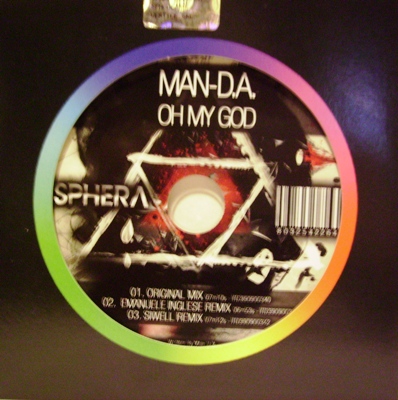 MAN-D.A.
OH MY GOD
SPHERA
01. ORIGINAL MIX
02. EMANUELE INGLESE REMIX
03. SIWELL REMIX